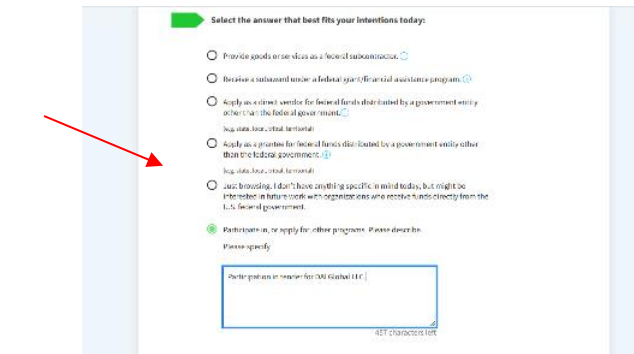 Select the answer that best fits your intentions today:
Provide goods or services as a federal subcontractor.
Receive a subaward under a federal grant/financial assistance program.
Apply as a direct vendor for federal funds distributed by a government entity
other than the federal government.
(e.g. state, local, tribal, territorial)
Apply as a grantee for federal funds distributed by a government entity other
than the federal government.
(e.g. state, local, tribal, territorial)
Just browsing. I don't have anything specific in mind today, but might be
interested in future work with organizations who receive funds directly from the
U.S. federal government.
Participate in, or apply for, other programs. Please describe.
Please specify
Participation in tender for DAI Global LLC
457 characters left